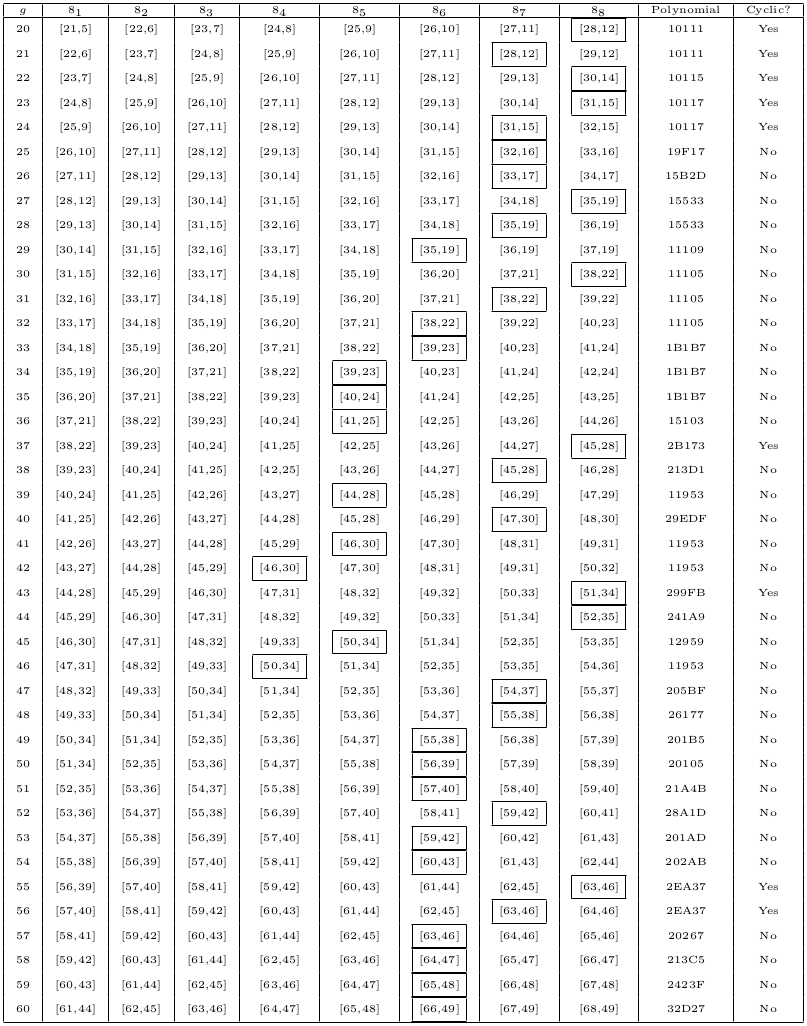 g s1 s2 s3 s4 s5 s6 s7 s8 Polynomial Cyclic?
20 [21,5] [22,6] [23,7] [24,8] [25,9] [26,10] [27,11] [28,12] 10111 Yes
21 [22,6] [23,7] [24,8] [25,9] [26,10] [27,11] [28,12] [29,12] 10111 Yes
22 [23,7] [24,8] [25,9] [26,10] [27,11] [28,12] [29,13] [30,14] 10115 Yes
23 [24,8] [25,9] [26,10] [27,11] [28,12] [29,13] [30,14] [31,15] 10117 Yes
24 [25,9] [26,10] [27,11] [28,12] [29,13] [30,14] [31,15] [32,15] 10117 Yes
25 [26,10] [27,11] [28,12] [29,13] [30,14] [31,15] [32,16] [33,16] 19F17 No
26 [27,11] [28,12] [29,13] [30,14] [31,15] [32,16] [33,17] [34,17] 15B2D No
27 [28,12] [29,13] [30,14] [31,15] [32,16] [33,17] [34,18] [35,19] 15533 No
28 [29,13] [30,14] [31,15] [32,16] [33,17] [34,18] [35,19] [36,19] 15533 No
29 [30,14] [31,15] [32,16] [33,17] [34,18] [35,19] [36,19] [37,19] 11109 No
30 [31,15] [32,16] [33,17] [34,18] [35,19] [36,20] [37,21] [38,22] 11105 No
31 [32,16] [33,17] [34,18] [35,19] [36,20] [37,21] [38,22] [39,22] 11105 No
32 [33,17] [34,18] [35,19] [36,20] [37,21] [38,22] [39,22] [40,23] 11105 No
33 [34,18] [35,19] [36,20] [37,21] [38,22] [39,23] [40,23] [41,24] 1B1B7 No
34 [35,19] [36,20] [37,21] [38,22] [39,23] [40,23] [41,24] [42,24] 1B1B7 No
35 [36,20] [37,21] [38,22] [39,23] [40,24] [41,24] [42,25] [43,25] 1B1B7 No
36 [37,21] [38,22] [39,23] [40,24] [41,25] [42,25] [43,26] [44,26] 15103 No
37 [38,22] [39,23] [40,24] [41,25] [42,25] [43,26] [44,27] [45,28] 2B173 Yes
38 [39,23] [40,24] [41,25] [42,25] [43,26] [44,27] [45,28] [46,28] 213D1 No
39 [40,24] [41,25] [42,26] [43,27] [44,28] [45,28] [46,29] [47,29] 11953 No
40 [41,25] [42,26] [43,27] [44,28] [45,28] [46,29] [47,30] [48,30] 29EDF No
41 [42,26] [43,27] [44,28] [45,29] [46,30] [47,30] [48,31] [49,31] 11953 No
42 [43,27] [44,28] [45,29] [46,30] [47,30] [48,31] [49,31] [50,32] 11953 No
43 [44,28] [45,29] [46,30] [47,31] [48,32] [49,32] [50,33] [51,34] 299FB Yes
44 [45,29] [46,30] [47,31] [48,32] [49,32] [50,33] [51,34] [52,35] 241A9 No
45 [46,30] [47,31] [48,32] [49,33] [50,34] [51,34] [52,35] [53,35] 12959 No
46 [47,31] [48,32] [49,33] [50,34] [51,34] [52,35] [53,35] [54,36] 11953 No
47 [48,32] [49,33] [50,34] [51,34] [52,35] [53,36] [54,37] [55,37] 205BF No
48 [49,33] [50,34] [51,34] [52,35] [53,36] [54,37] [55,38] [56,38] 26177 No
49 [50,34] [51,34] [52,35] [53,36] [54,37] [55,38] [56,38] [57,39] 201B5 No
50 [51,34] [52,35] [53,36] [54,37] [55,38] [56,39] [57,39] [58,39] 20105 No
51 [52,35] [53,36] [54,37] [55,38] [56,39] [57,40] [58,40] [59,40] 21A4B No
52 [53,36] [54,37] [55,38] [56,39] [57,40] [58,41] [59,42] [60,41] 28A1D No
53 [54,37] [55,38] [56,39] [57,40] [58,41] [59,42] [60,42] [61,43] 201AD No
54 [55,38] [56,39] [57,40] [58,41] [59,42] [60,43] [61,43] [62,44] 202AB No
55 [56,39] [57,40] [58,41] [59,42] [60,43] [61,44] [62,45] [63,46] 2EA37 Yes
56 [57,40] [58,41] [59,42] [60,43] [61,44] [62,45] [63,46] [64,46] 2EA37 Yes
57 [58,41] [59,42] [60,43] [61,44] [62,45] [63,46] [64,46] [65,46] 20267 No
58 [59,42] [60,43] [61,44] [62,45] [63,46] [64,47] [65,47] [66,47] 213C5 No
59 [60,43] [61,44] [62,45] [63,46] [64,47] [65,48] [66,48] [67,48] 2423F No
60 [61,44] [62,45] [63,46] [64,47] [65,48] [66,49] [67,49] [68,49] 32D27 No